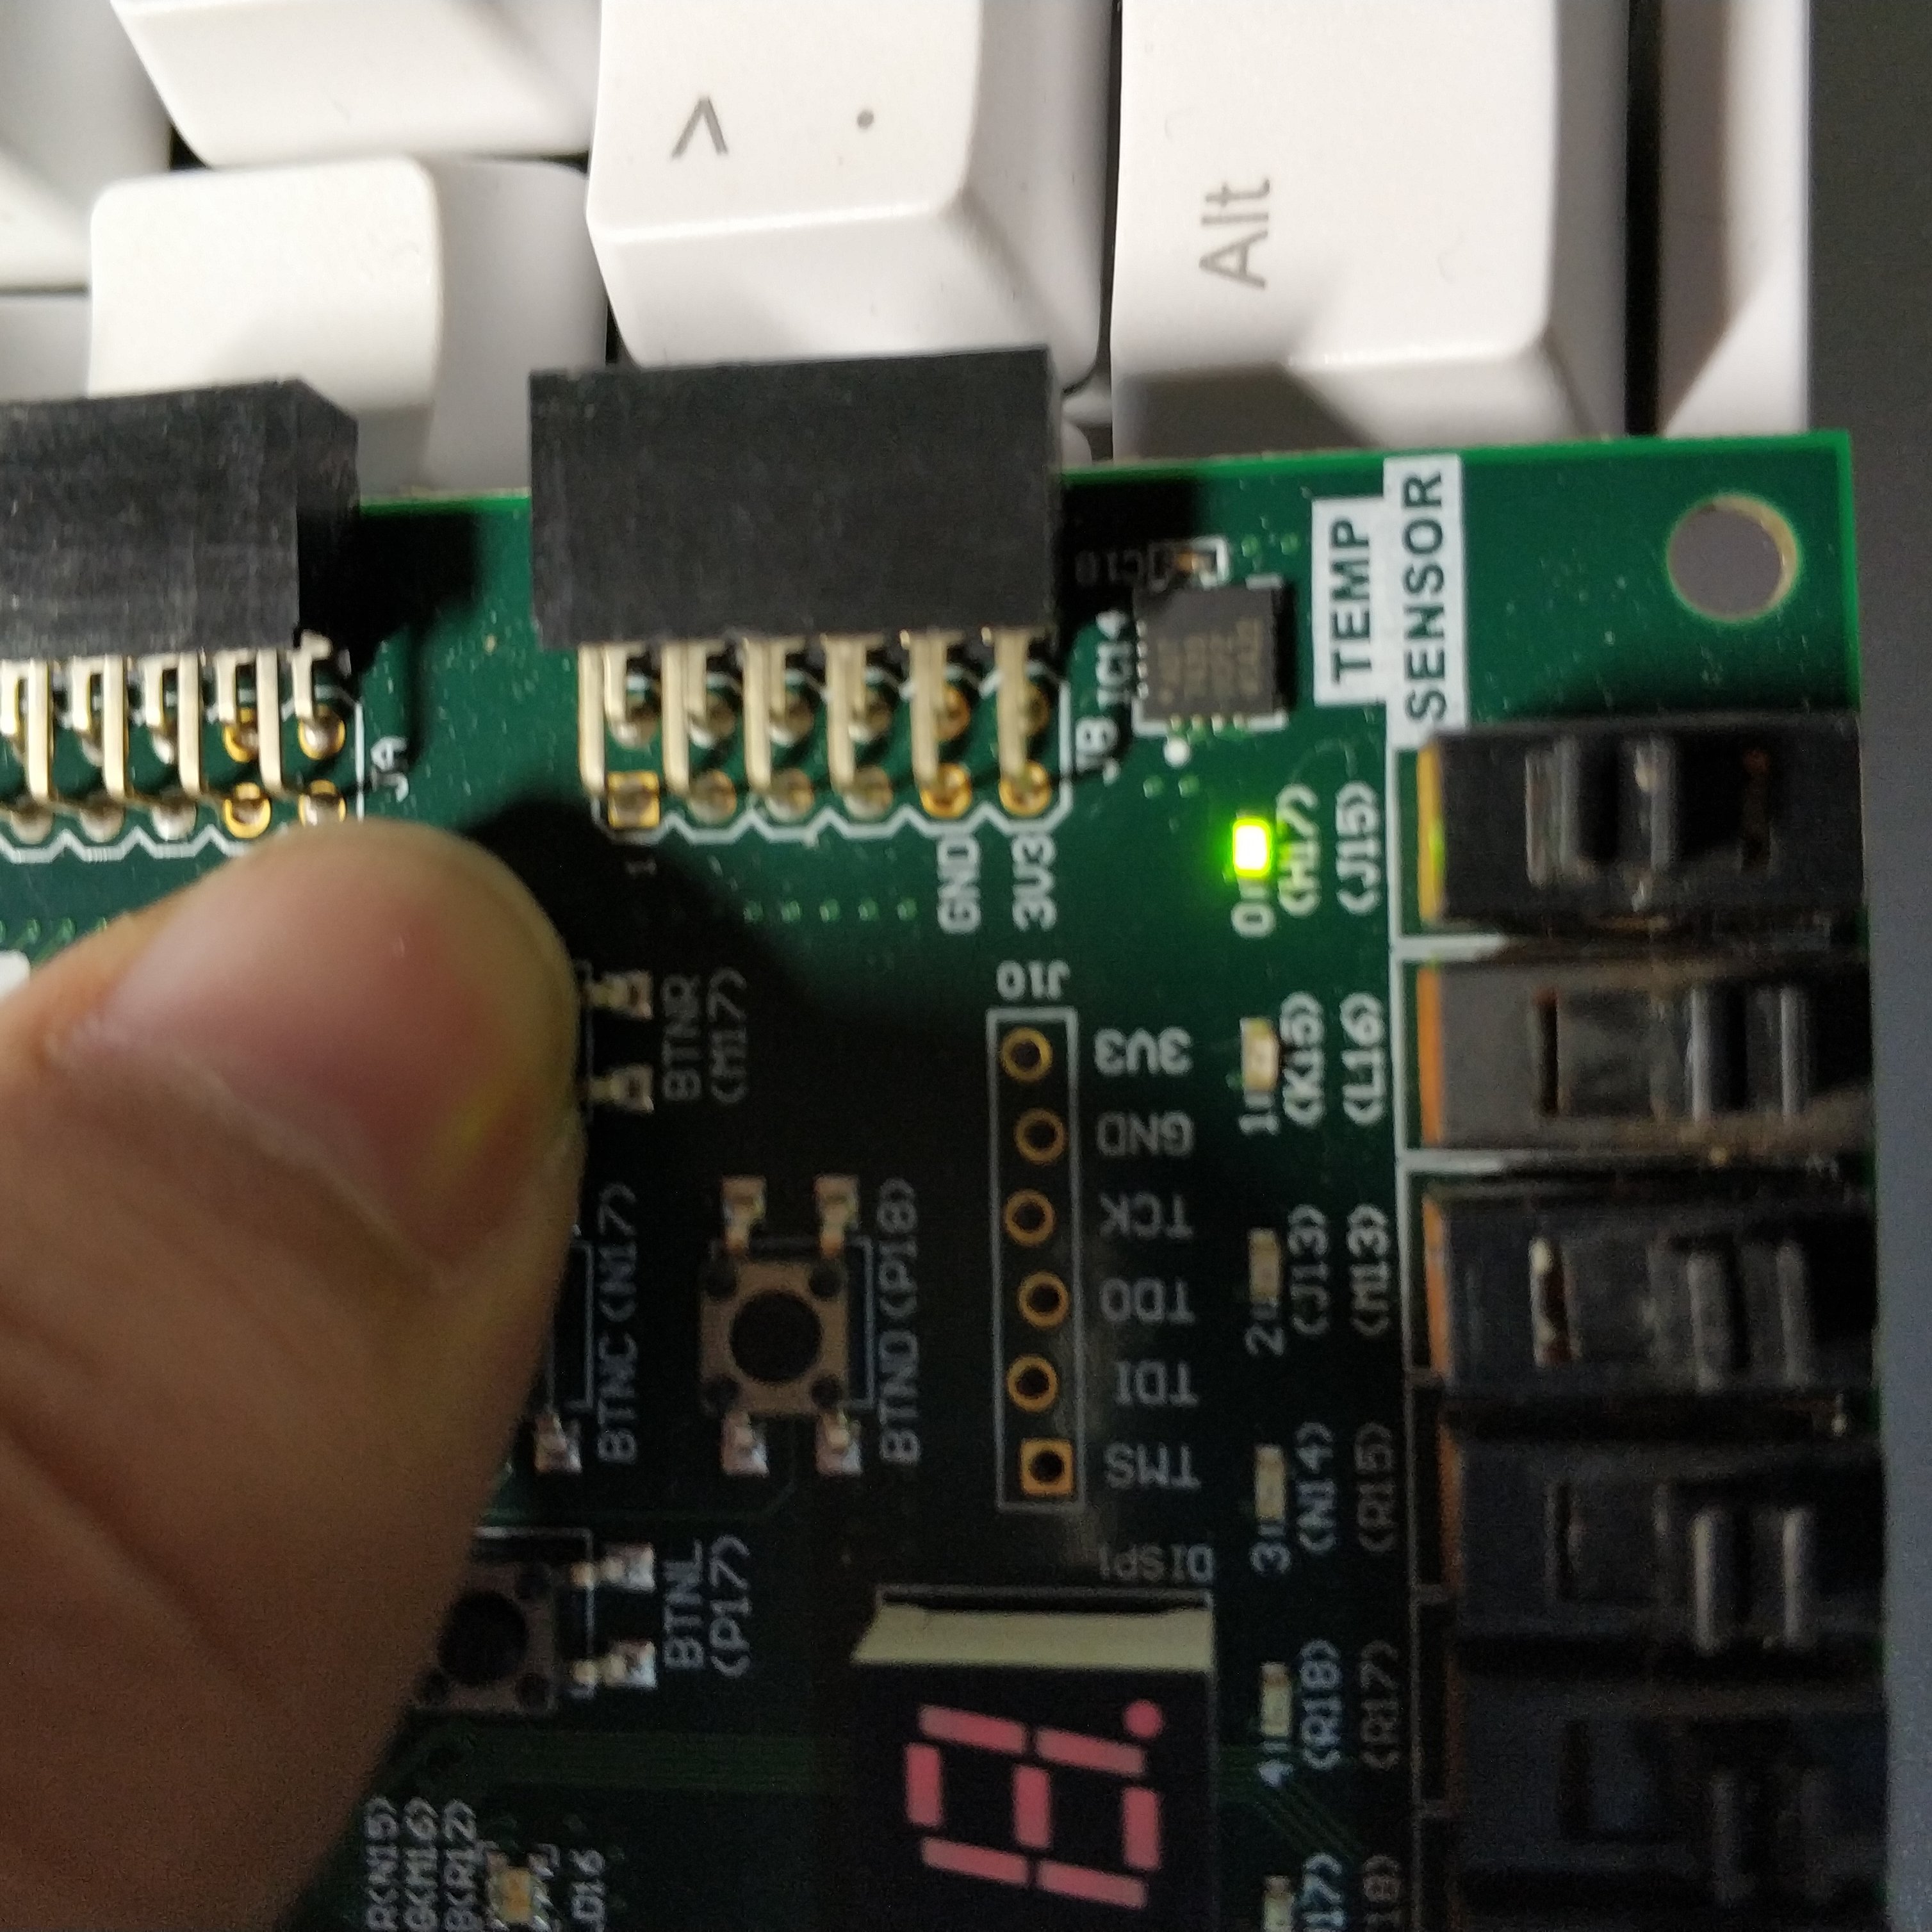 JA
R(N15)
G(M16)
B(R12)
LD16
BTNC(N17)
1
BTNL
(P17)
BTNR
(M17)
>
.
BTND(P18)
GND
3V3
J10
JB
IC14
DISP1
TMS
TDI
TDO
TCK
GND
3V3
Alt
4
3
2
1
0
(R18)
(N14)
(J13)
(K15)
(H17)
(R17)
(R15)
(M13)
(L16)
(J15)
TEMP
SENSOR